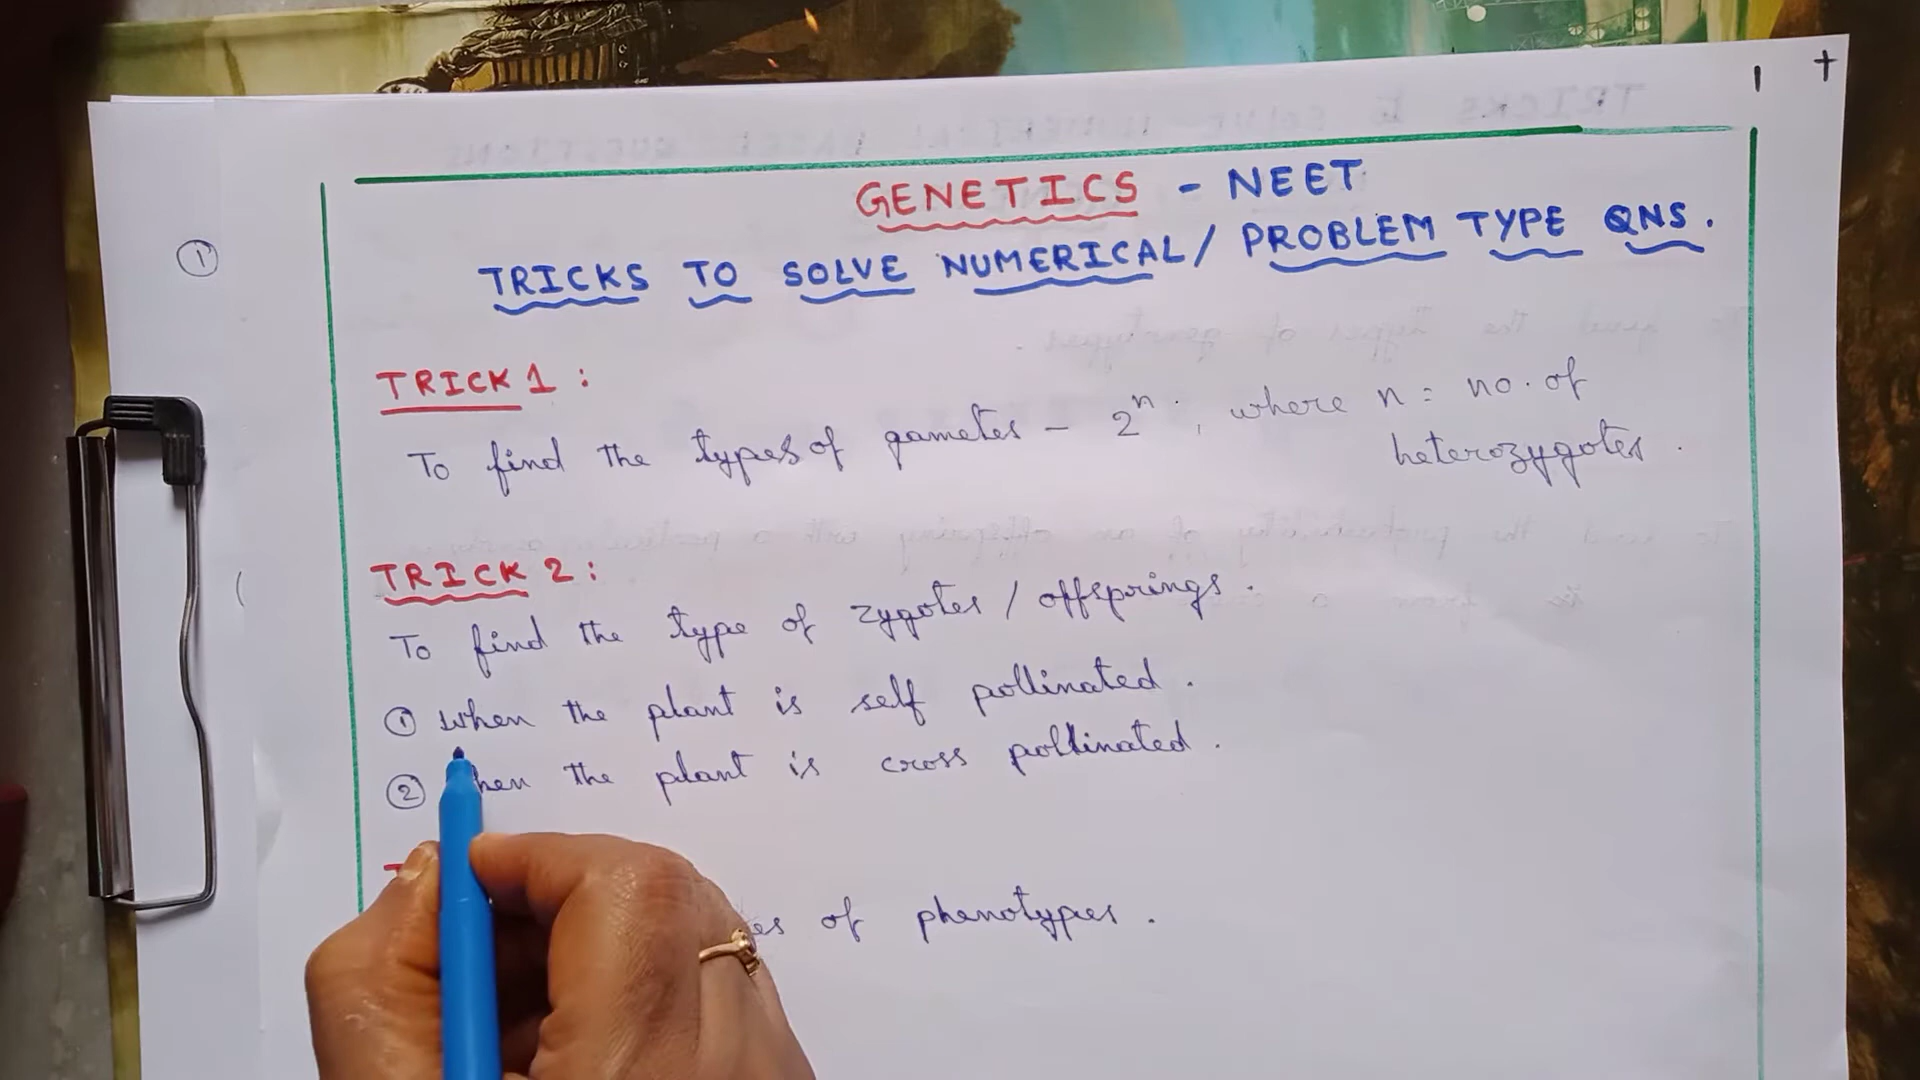 GENETICS - NEET
TRICKS TO SOLVE NUMERICAL/ PROBLEM TYPE QNS.
①
TRICK 1 :
To find the types of gametes - 2ⁿ, where n = no. of
heterozygotes.
TRICK 2 :
To find the type of zygotes / offsprings.
① when the plant is self pollinated.
② when the plant is cross pollinated.
of phenotypes.